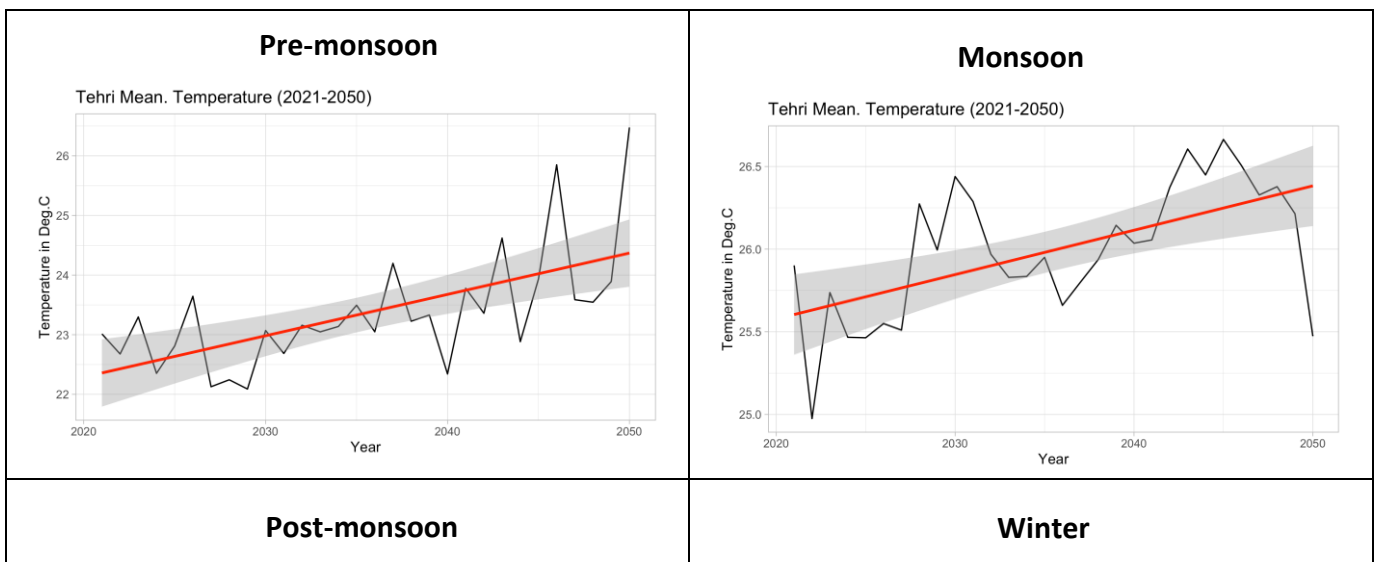 Pre-monsoon
Tehri Mean. Temperature (2021-2050)
Temperature in Deg.C
26
25
24
23
22
2020
2030
2040
2050
Year
Monsoon
Tehri Mean. Temperature (2021-2050)
Temperature in Deg.C
26.5
26.0
25.5
25.0
2020
2030
2040
2050
Year
Post-monsoon
Winter